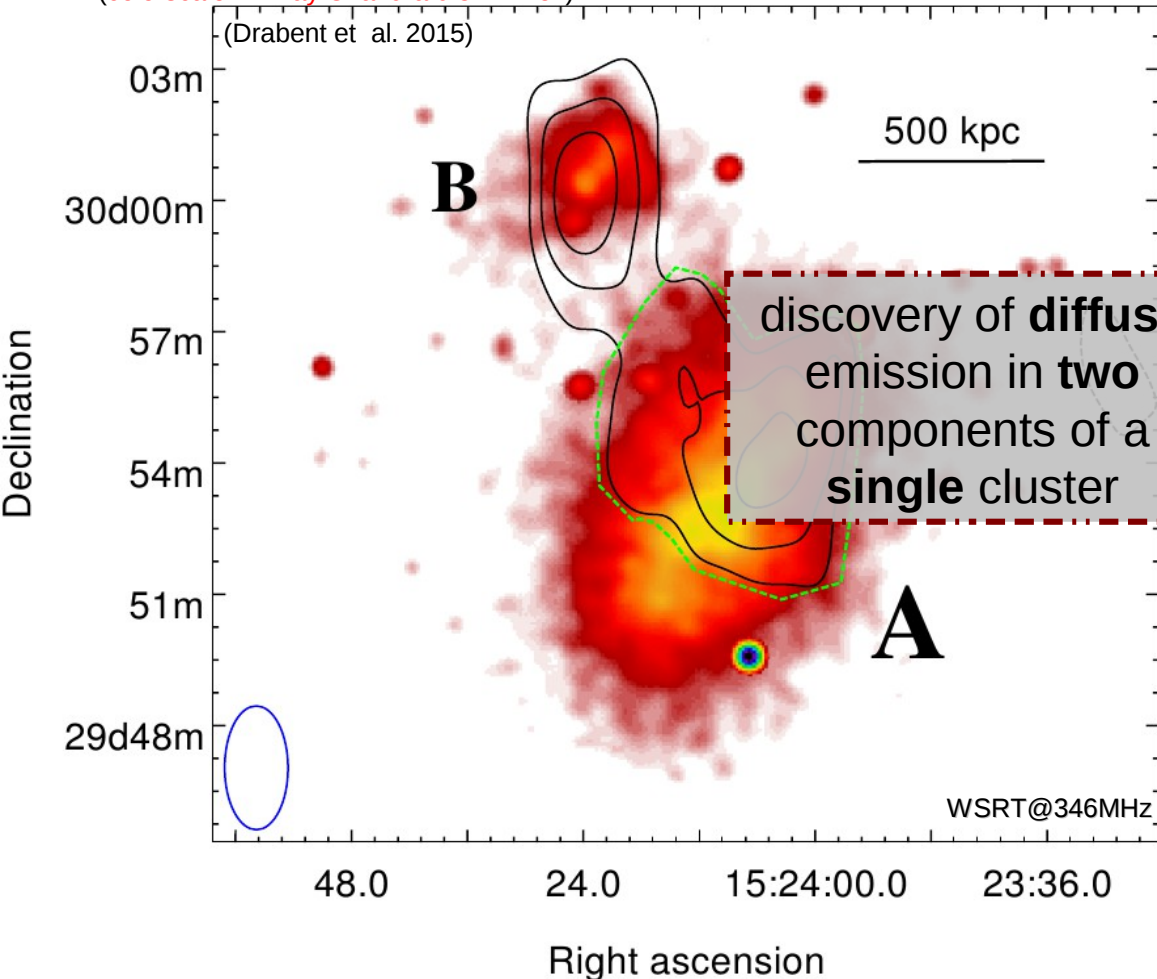 (Drabent et al. 2015)
03m
500 kpc
B
30d00m
discovery of diffus
emission in two
components of a
single cluster
57m
54m
51m
A
29d48m
WSRT@346MHz
48.0
24.0
15:24:00.0
23:36.0
Right ascension
Declination